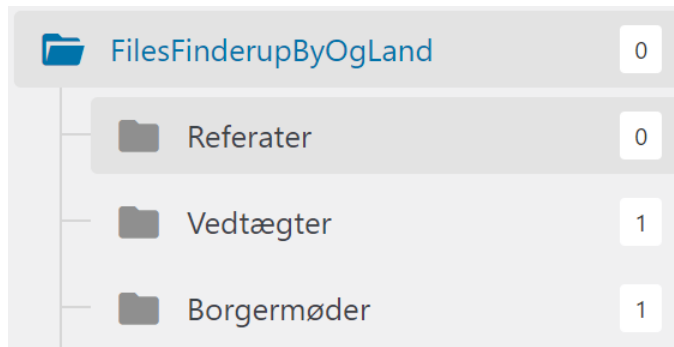 FilesFinderupByOgLand 0
Referater 0
Vedtægter 1
Borgermøder 1